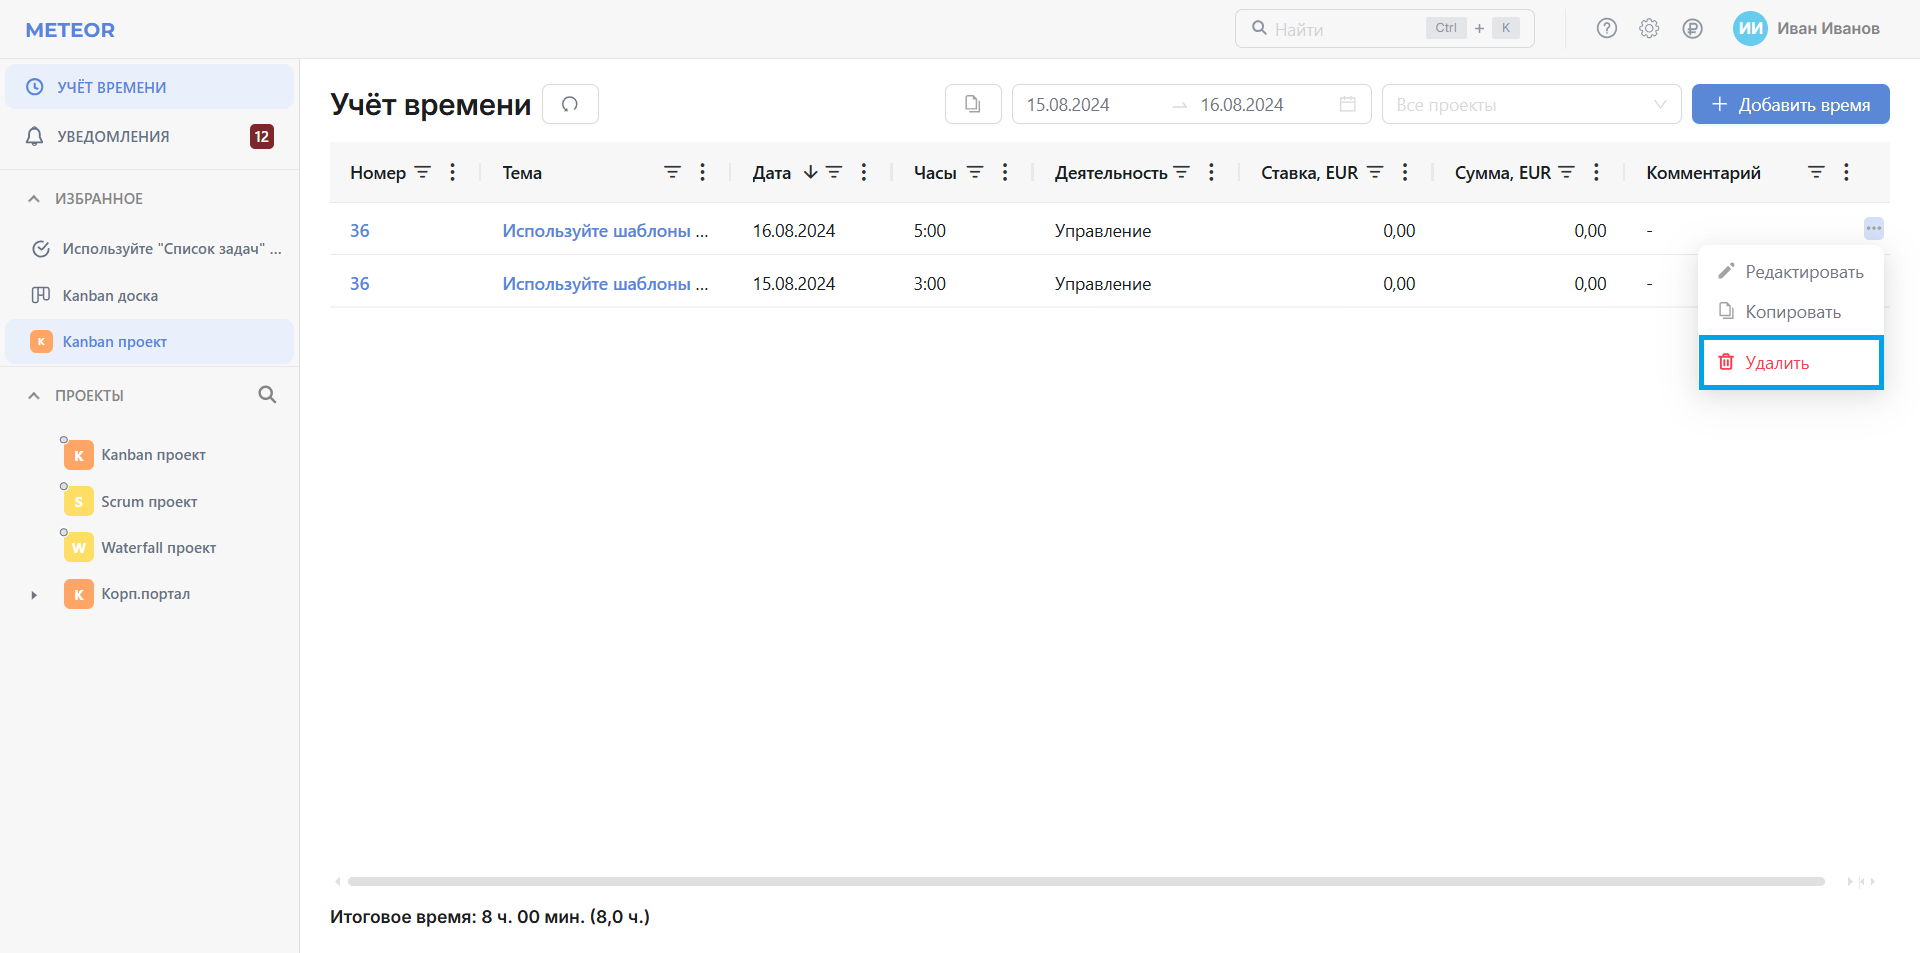 METEOR
Найти Ctrl + K
ИИ Иван Иванов
УЧЁТ ВРЕМЕНИ
УВЕДОМЛЕНИЯ 12
ИЗБРАННОЕ
Используйте "Список задач" ...
Kanban доска
K Kanban проект
ПРОЕКТЫ
K Kanban проект
S Scrum проект
W Waterfall проект
K Корп.портал
Учёт времени
15.08.2024 → 16.08.2024 Все проекты + Добавить время
Номер Тема Дата Часы Деятельность Ставка, EUR Сумма, EUR Комментарий
36 Используйте шаблоны ... 16.08.2024 5:00 Управление 0,00 0,00 -
36 Используйте шаблоны ... 15.08.2024 3:00 Управление 0,00 0,00 -
Редактировать
Копировать
Удалить
Итоговое время: 8 ч. 00 мин. (8,0 ч.)